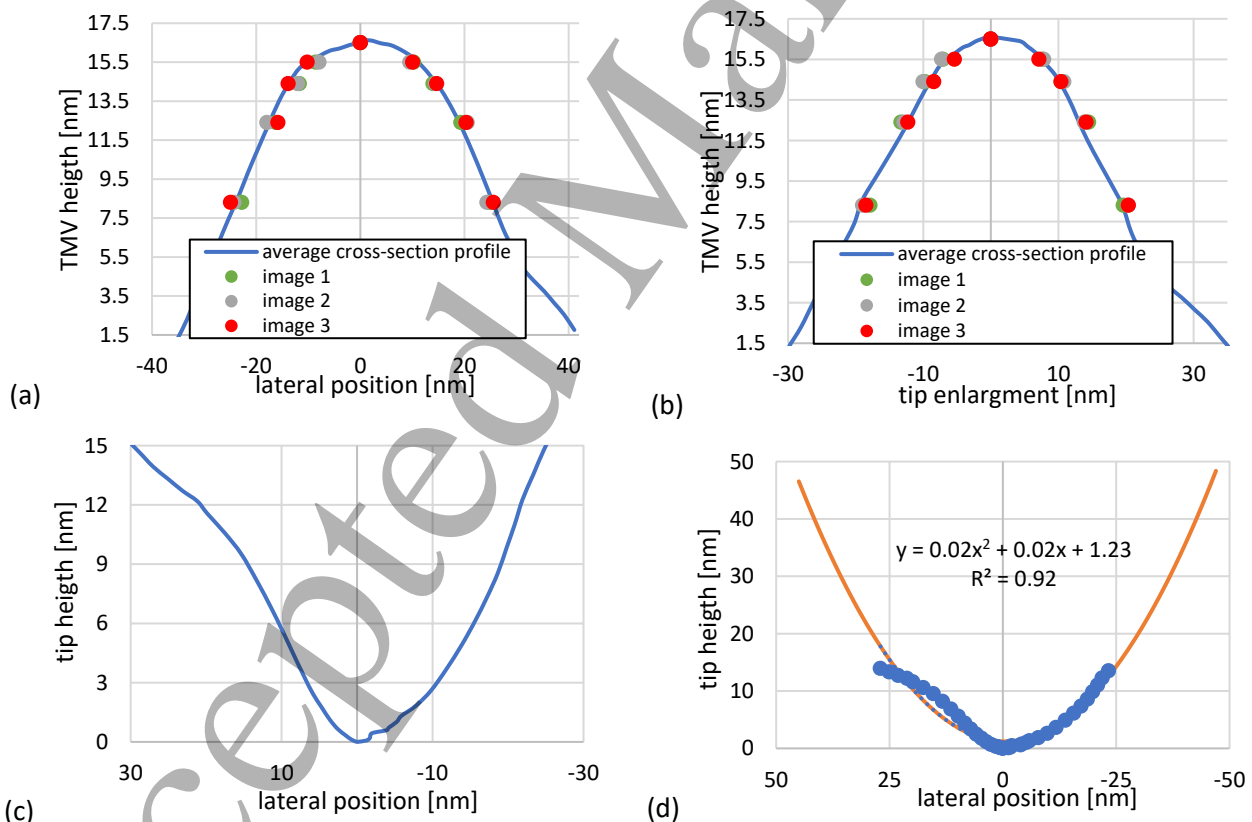 17.5
15.5
13.5
11.5
9.5
7.5
5.5
3.5
1.5
TMV heigth [nm]
average cross-section profile
image 1
image 2
image 3
-40
-20
0
20
40
lateral position [nm]
(a)
17.5
15.5
13.5
11.5
9.5
7.5
5.5
3.5
1.5
TMV heigth [nm]
average cross-section profile
image 1
image 2
image 3
-30
-10
10
30
tip enlargment [nm]
(b)
15
12
9
6
3
0
tip heigth [nm]
30
10
-10
-30
lateral position [nm]
(c)
50
40
30
20
10
0
tip heigth [nm]
y = 0.02x² + 0.02x + 1.23
R² = 0.92
50
25
0
-25
-50
lateral position [nm]
(d)
cepted Ma